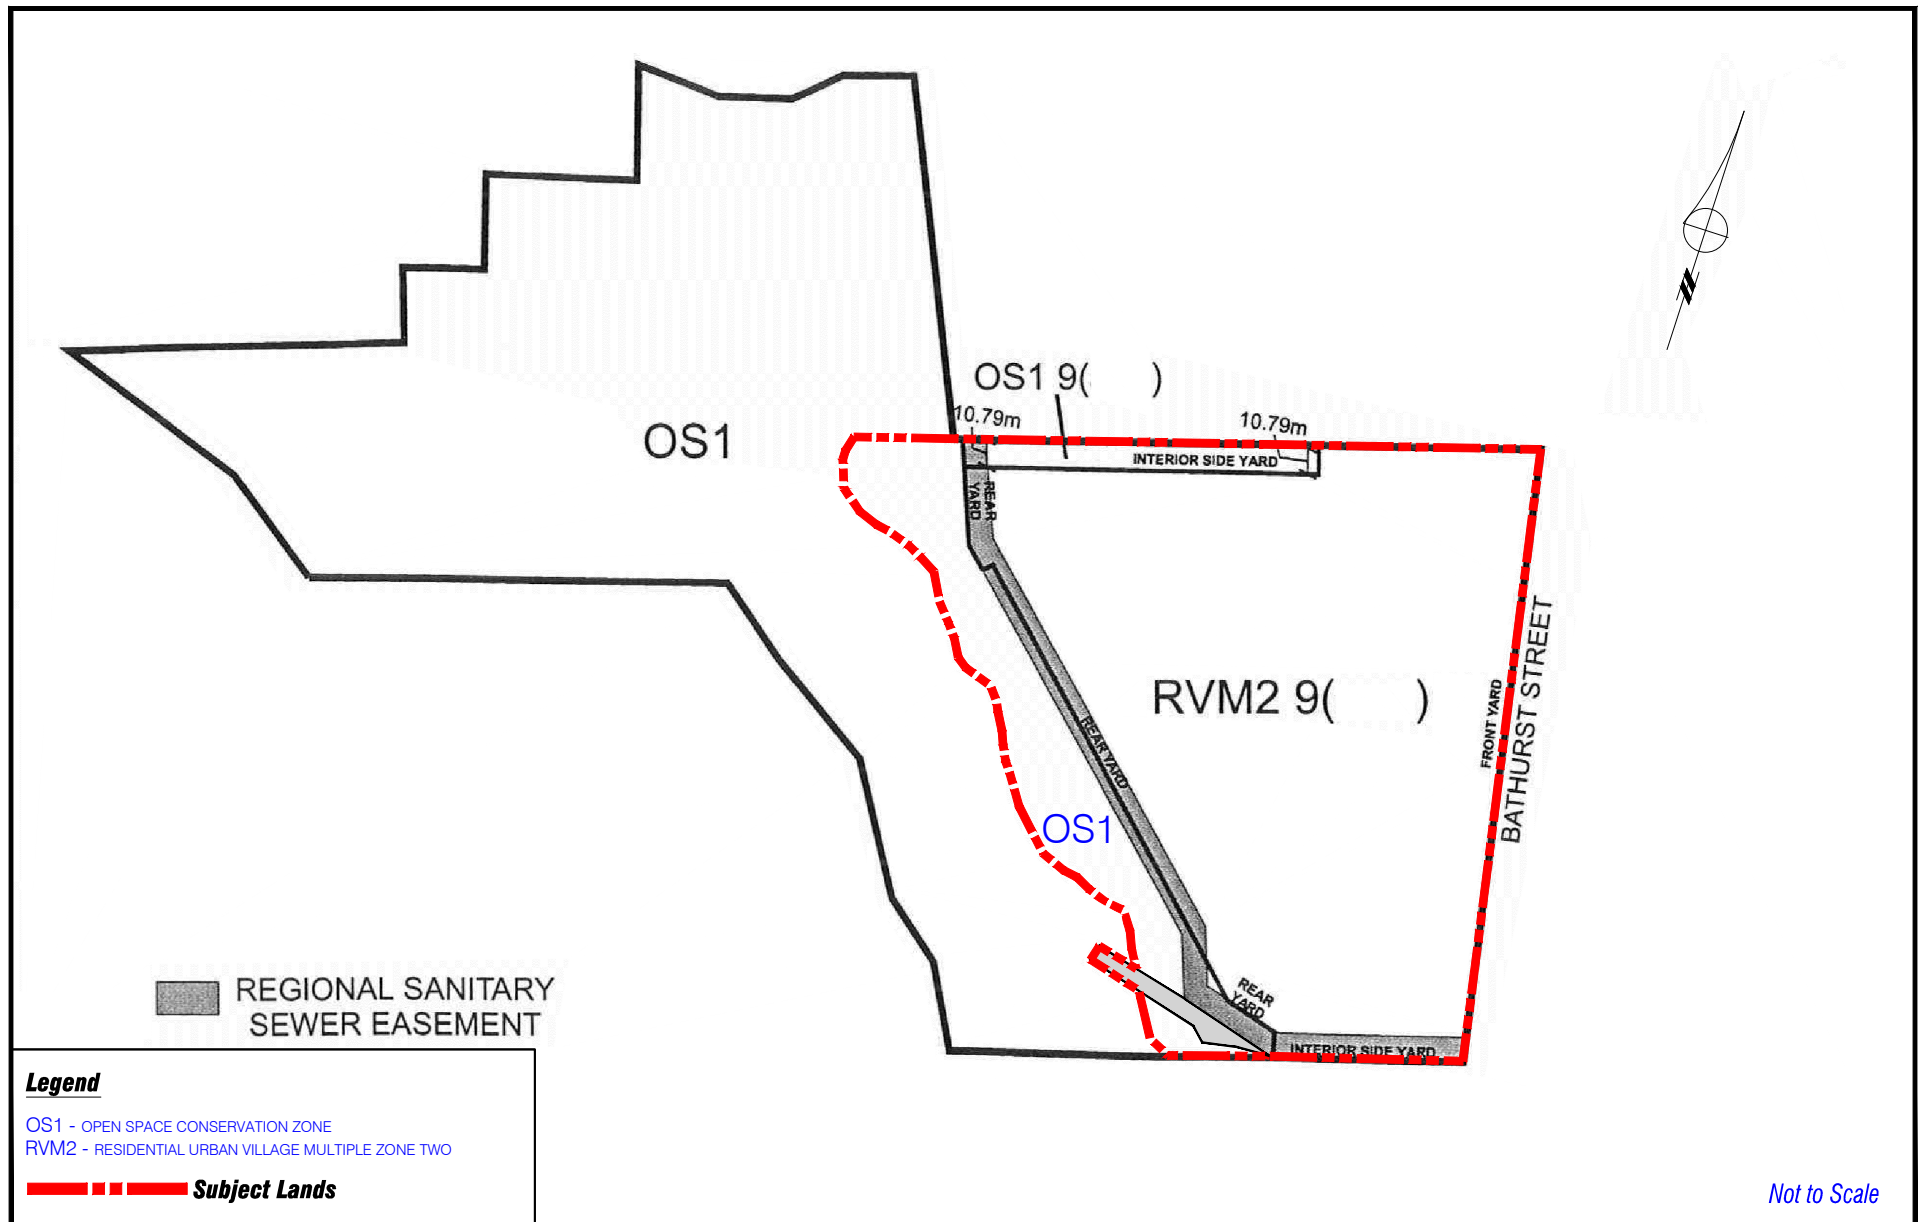 OS1 9( )
10.79m
10.79m
OS1
INTERIOR SIDE YARD
REAR
YARD
RVM2 9( )
FRONT YARD
BATHURST STREET
REAR YARD
OS1
REAR
YARD
INTERIOR SIDE YARD
REGIONAL SANITARY
SEWER EASEMENT
Legend
OS1 - OPEN SPACE CONSERVATION ZONE
RVM2 - RESIDENTIAL URBAN VILLAGE MULTIPLE ZONE TWO
Subject Lands
Not to Scale